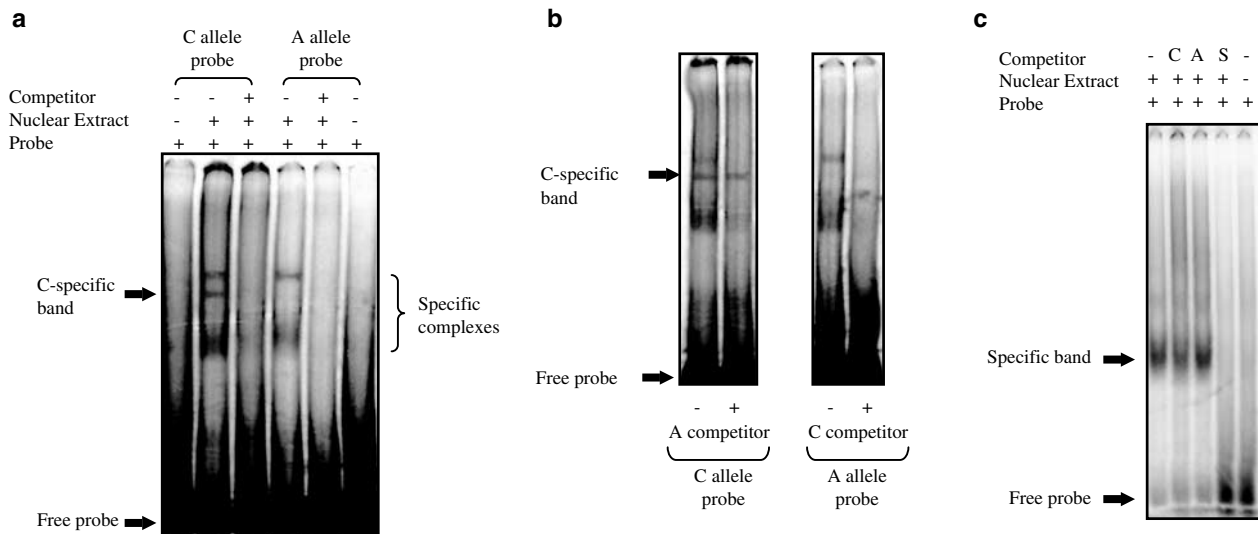 a
C allele
probe
A allele
probe
Competitor - - + - + -
Nuclear Extract - + + + + -
Probe + + + + + +
C-specific
band
Specific
complexes
Free probe
b
C-specific
band
Free probe
- + - +
A competitor C competitor
C allele
probe
A allele
probe
c
Competitor - C A S -
Nuclear Extract + + + + -
Probe + + + + +
Specific band
Free probe